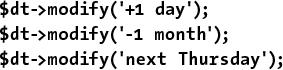 $dt->modify('+1 day');
$dt->modify('-1 month');
$dt->modify('next Thursday');